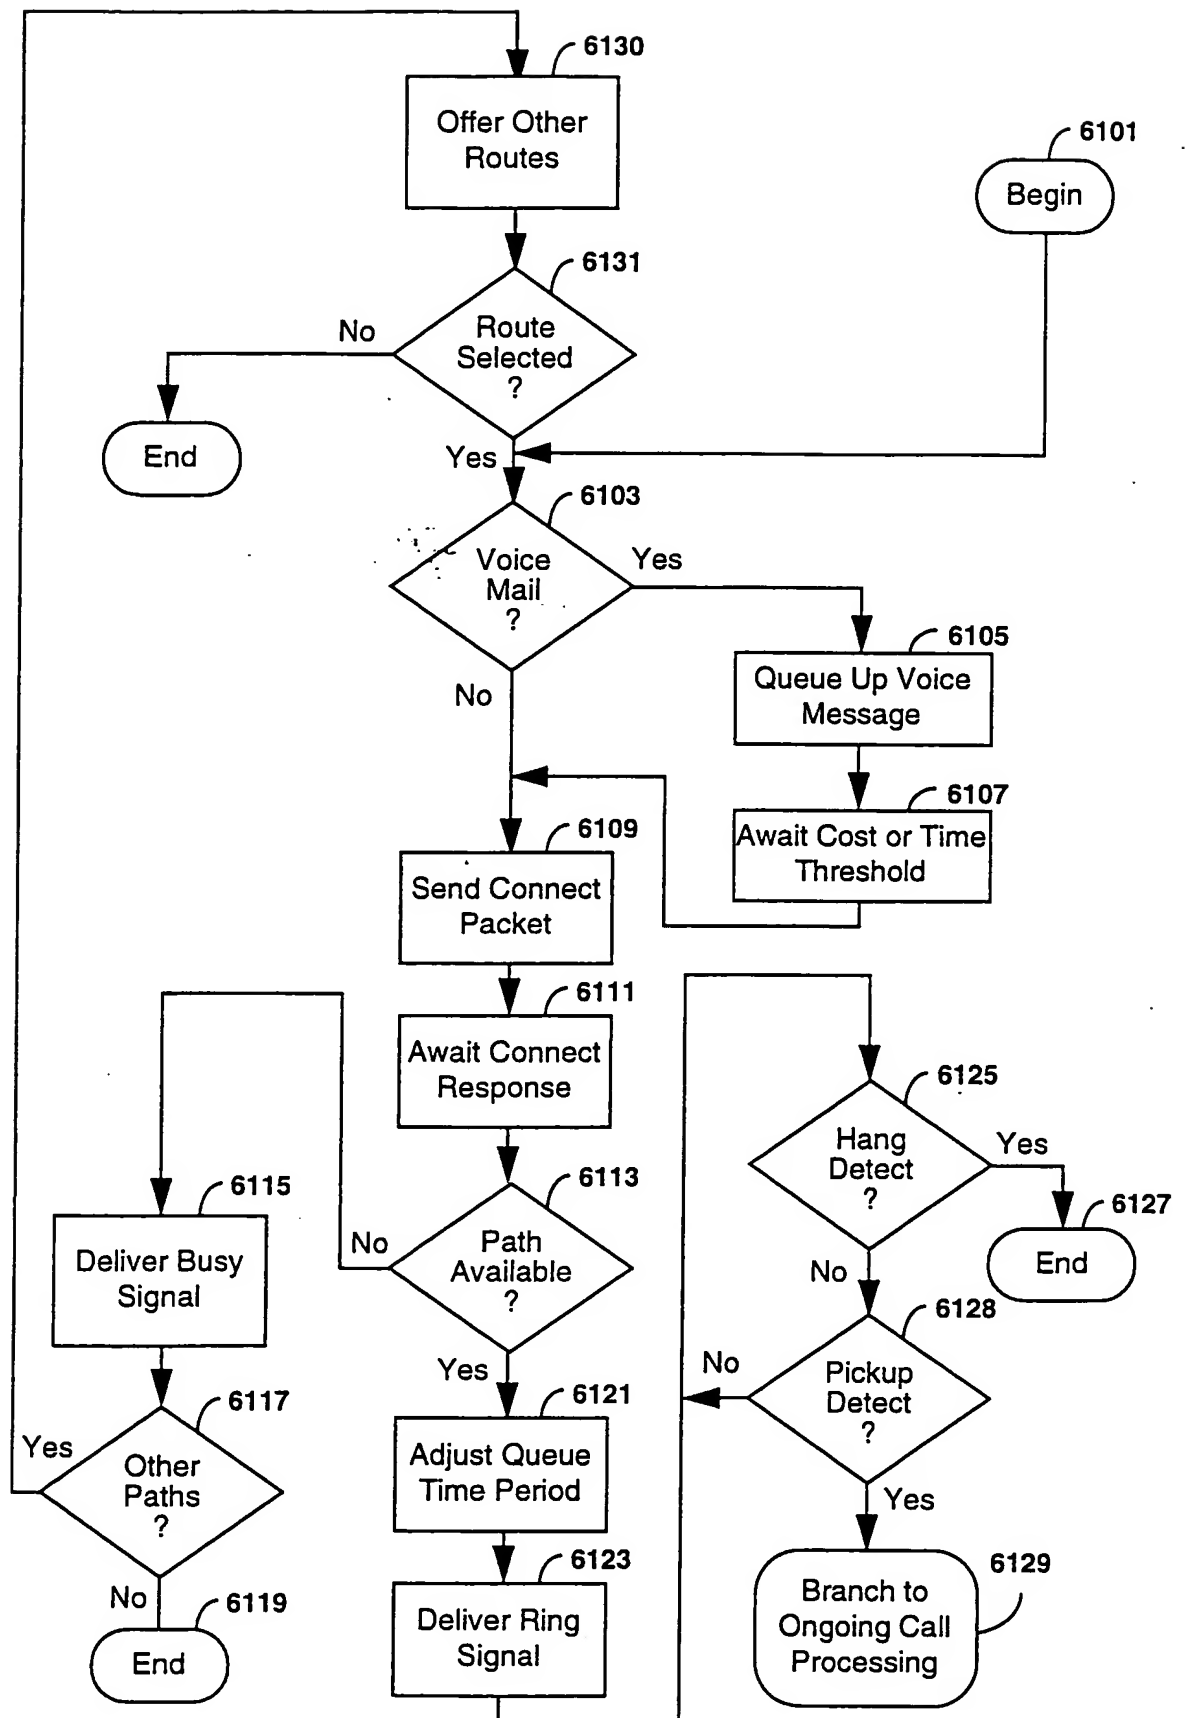 6130
Offer Other
Routes
6101
Begin
6131
Route
Selected
?
No
End
Yes
6103
Voice
Mail
?
Yes
6105
Queue Up Voice
Message
No
6107
Await Cost or Time
Threshold
6109
Send Connect
Packet
6111
Await Connect
Response
6113
Path
Available
?
No
6115
Deliver Busy
Signal
6117
Other
Paths
?
Yes
No
6119
End
Yes
6121
Adjust Queue
Time Period
6123
Deliver Ring
Signal
6125
Hang
Detect
?
Yes
6127
End
No
6128
Pickup
Detect
?
No
Yes
6129
Branch to
Ongoing Call
Processing